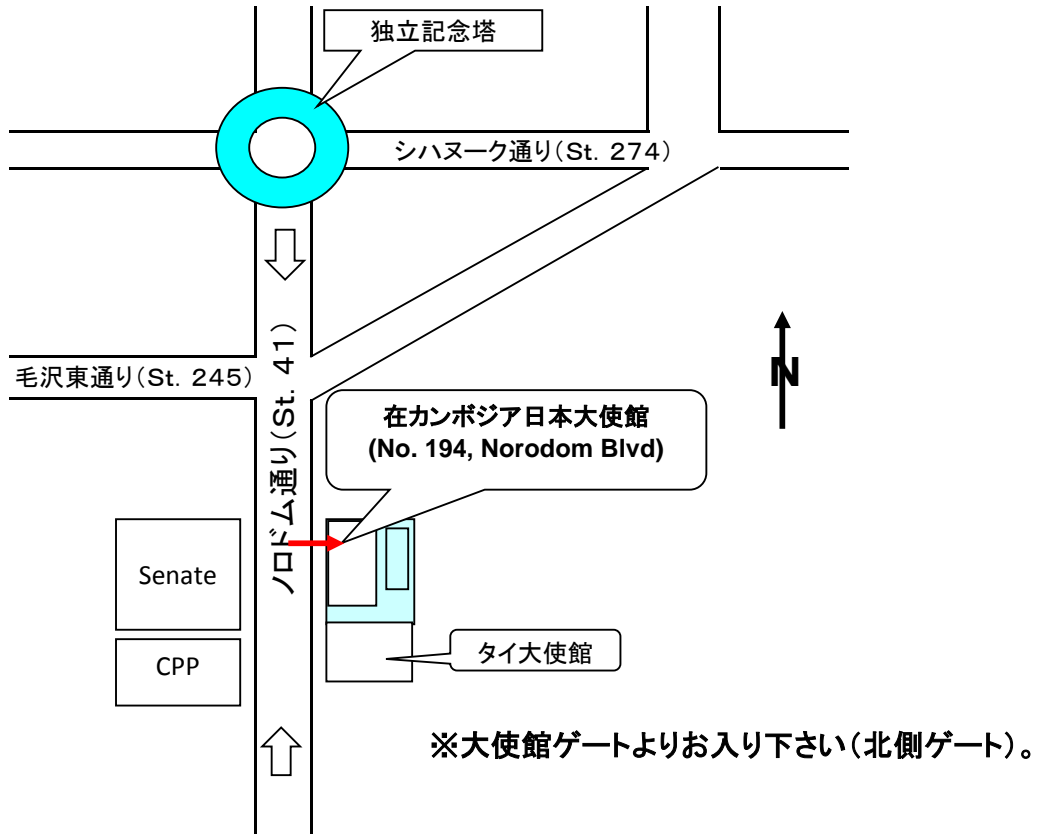 独立記念塔
シハヌーク通り(St. 274)
毛沢東通り(St. 245)
ノロドム通り(St. 41)
N
在カンボジア日本大使館
(No. 194, Norodom Blvd)
Senate
CPP
タイ大使館
※大使館ゲートよりお入り下さい(北側ゲート)。